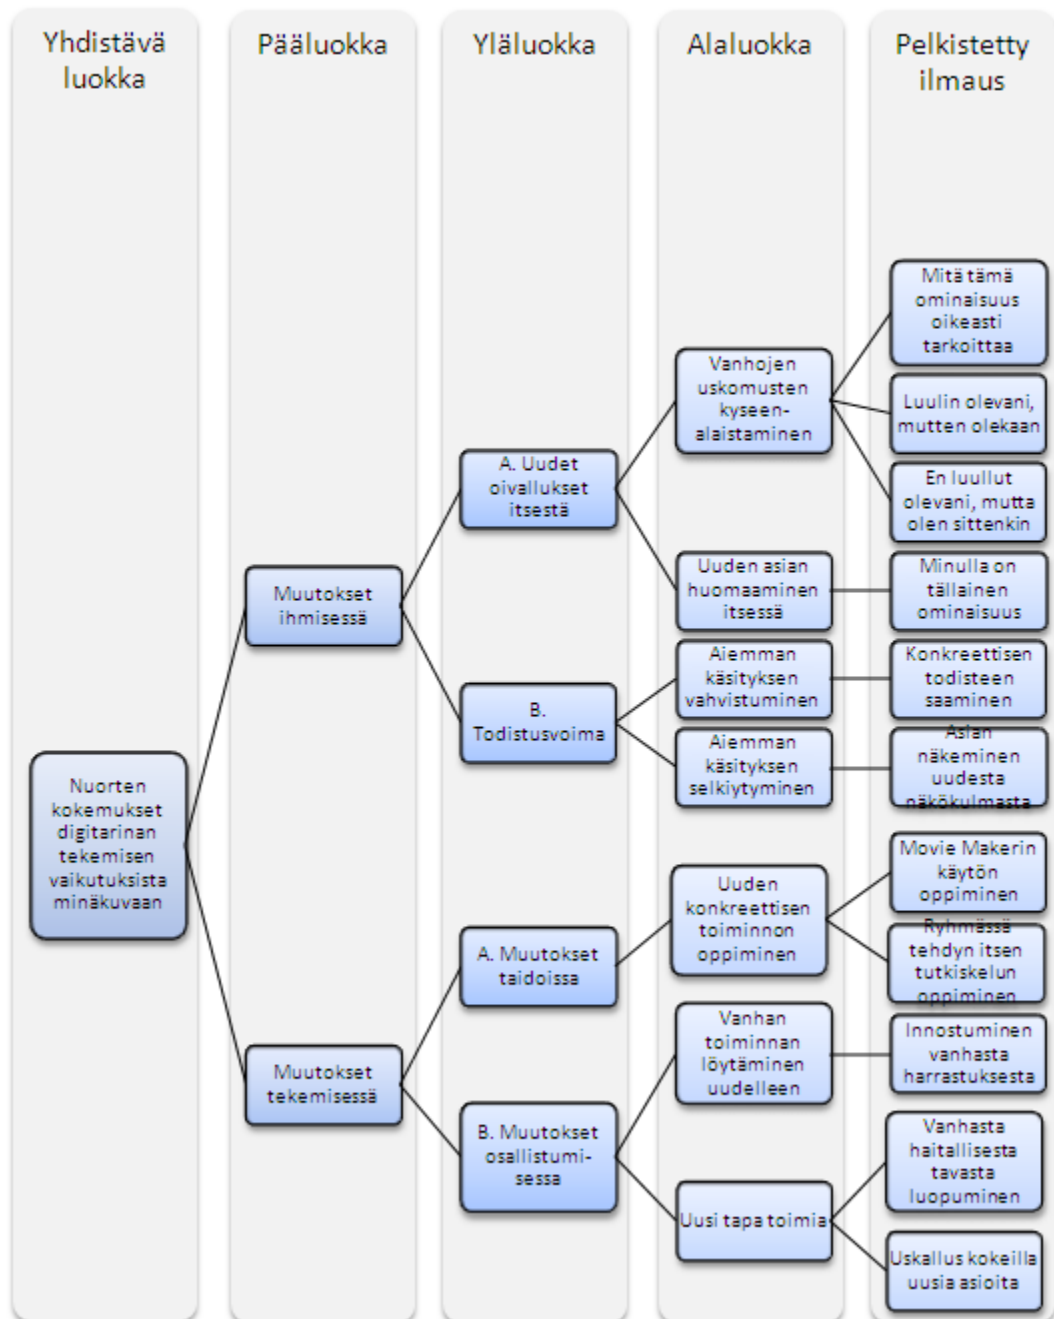 Yhdistävä
luokka
Pääluokka
Yläluokka
Alaluokka
Pelkistetty
ilmaus
Nuorten
kokemukset
digitarinan
tekemisen
vaikutuksista
minäkuvaan
Muutokset
ihmisessä
Muutokset
tekemisessä
A. Uudet
oivallukset
itsestä
B.
Todistusvoima
A. Muutokset
taidoissa
B. Muutokset
osallistumi-
sessa
Vanhojen
uskomusten
kyseen-
alaistaminen
Uuden asian
huomaaminen
itsessä
Aiemman
käsityksen
vahvistuminen
Aiemman
käsityksen
selkiytyminen
Uuden
konkreettisen
toiminnon
oppiminen
Vanhan
toiminnan
löytäminen
uudelleen
Uusi tapa toimia
Mitä tämä
ominaisuus
oikeasti
tarkoittaa
Luulin olevani,
mutten olekaan
En luullut
olevani, mutta
olen sittenkin
Minulla on
tällainen
ominaisuus
Konkreettisen
todisteen
saaminen
Asian
näkeminen
uudesta
näkökulmasta
Movie Makerin
käytön
oppiminen
Ryhmässä
tehdyn itsen
tutkiskelun
oppiminen
Innostuminen
vanhasta
harrastuksesta
Vanhasta
haitallisesta
tavasta
luopuminen
Uskallus kokeilla
uusia asioita